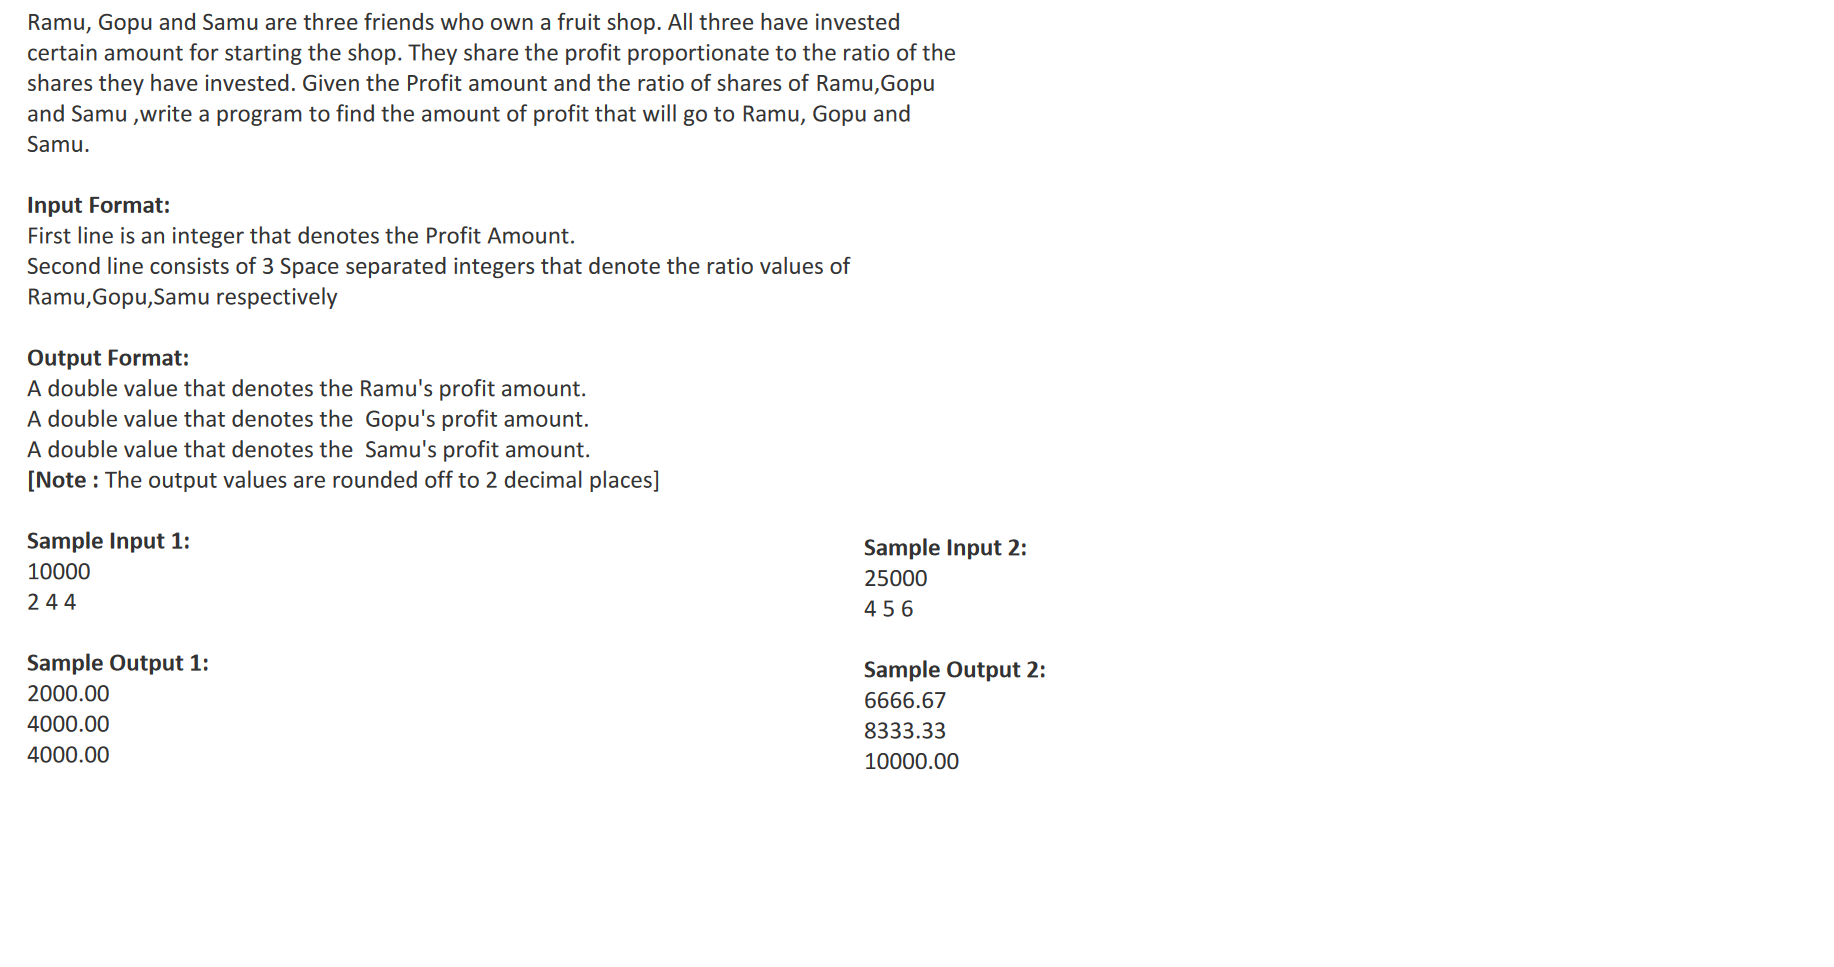 Ramu, Gopu and Samu are three friends who own a fruit shop. All three have invested
certain amount for starting the shop. They share the profit proportionate to the ratio of the
shares they have invested. Given the Profit amount and the ratio of shares of Ramu,Gopu
and Samu ,write a program to find the amount of profit that will go to Ramu, Gopu and
Samu.

Input Format:
First line is an integer that denotes the Profit Amount.
Second line consists of 3 Space separated integers that denote the ratio values of
Ramu,Gopu,Samu respectively

Output Format:
A double value that denotes the Ramu's profit amount.
A double value that denotes the  Gopu's profit amount.
A double value that denotes the  Samu's profit amount.
[Note : The output values are rounded off to 2 decimal places]

Sample Input 1:
10000
2 4 4

Sample Output 1:
2000.00
4000.00
4000.00

Sample Input 2:
25000
4 5 6

Sample Output 2:
6666.67
8333.33
10000.00